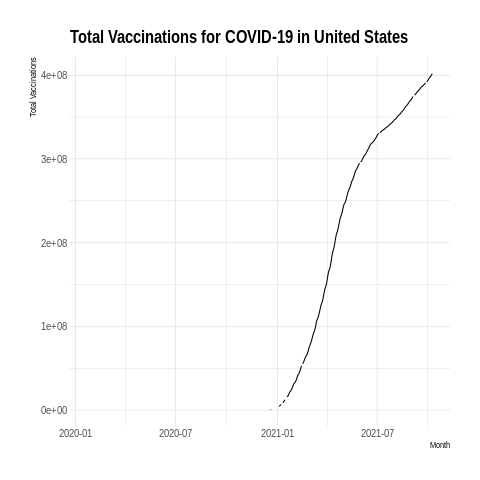 Total Vaccinations for COVID-19 in United States
Total Vaccinations
4e+08
3e+08
2e+08
1e+08
0e+00
2020-01
2020-07
2021-01
2021-07
Month